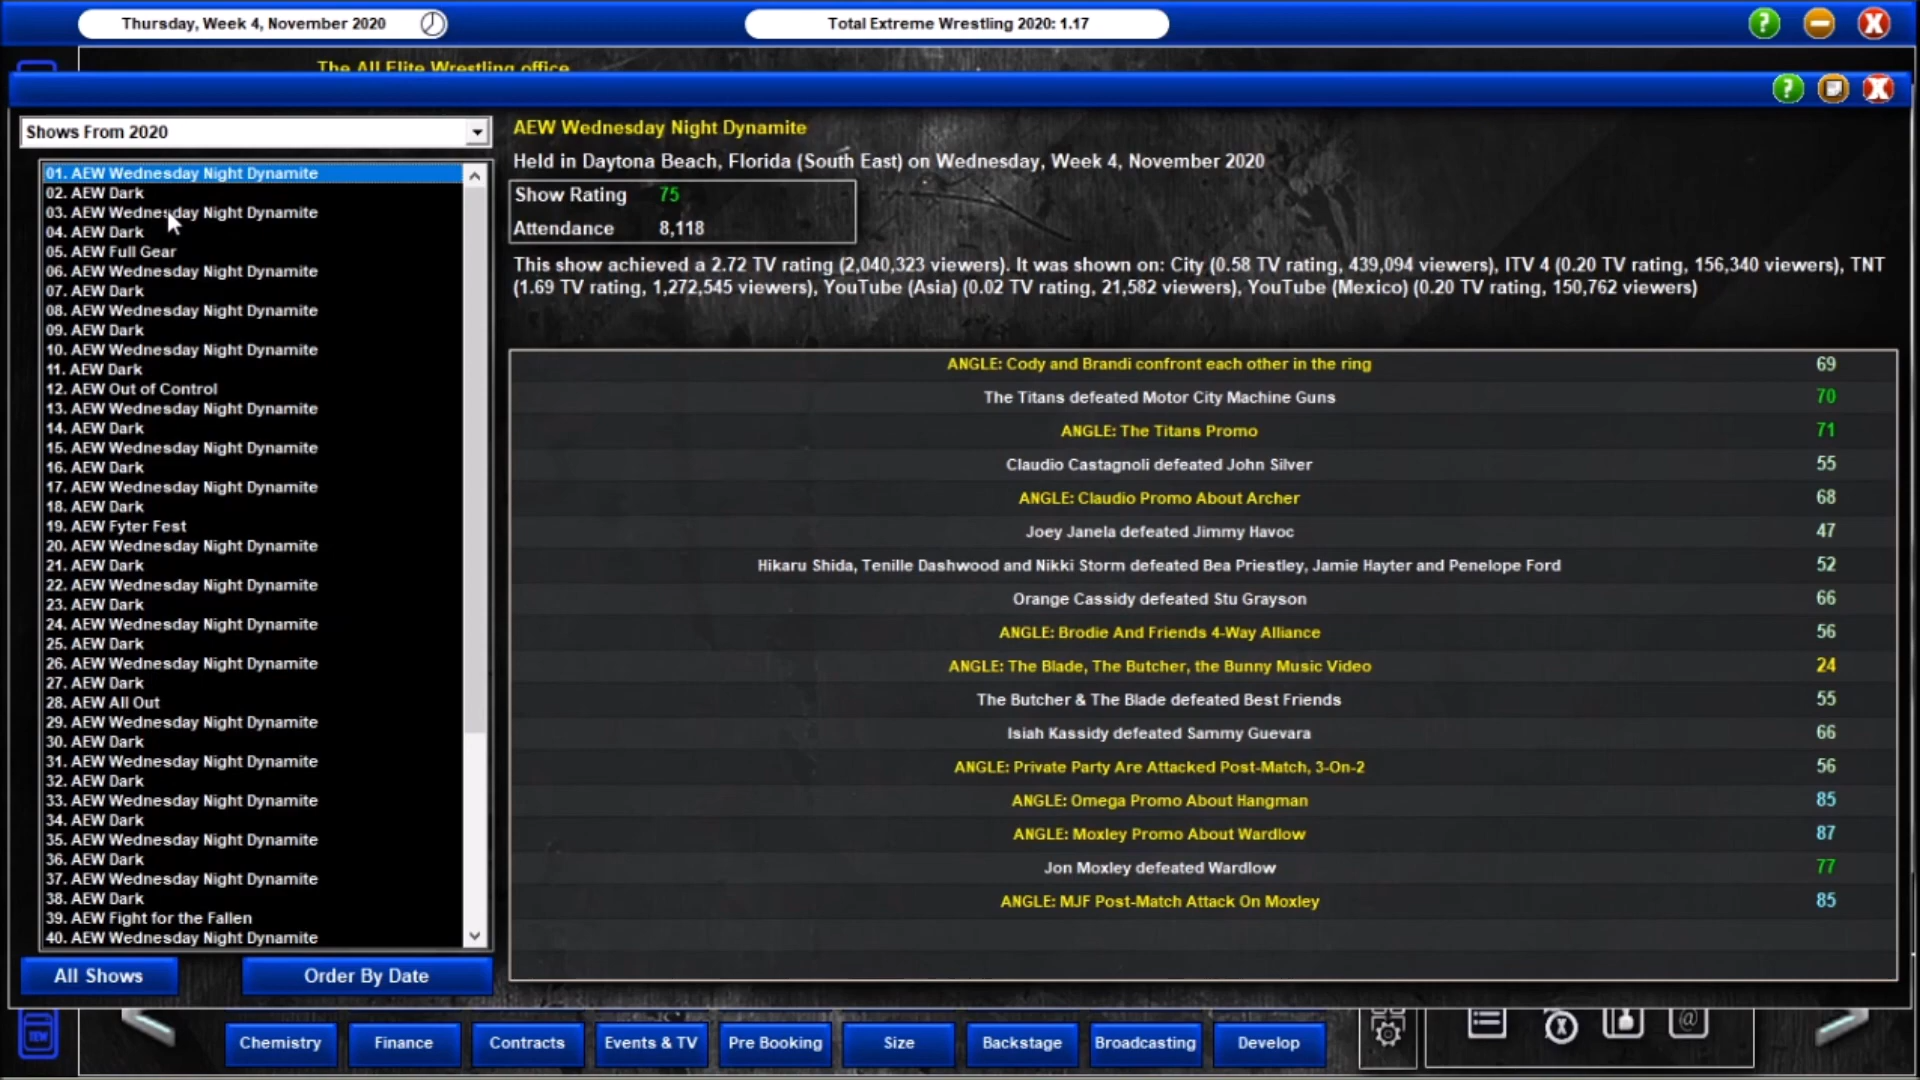 Thursday, Week 4, November 2020
Total Extreme Wrestling 2020: 1.17
The All Elite Wrestling office
Shows From 2020
01. AEW Wednesday Night Dynamite
02. AEW Dark
03. AEW Wednesday Night Dynamite
04. AEW Dark
05. AEW Full Gear
06. AEW Wednesday Night Dynamite
07. AEW Dark
08. AEW Wednesday Night Dynamite
09. AEW Dark
10. AEW Wednesday Night Dynamite
11. AEW Dark
12. AEW Out of Control
13. AEW Wednesday Night Dynamite
14. AEW Dark
15. AEW Wednesday Night Dynamite
16. AEW Dark
17. AEW Wednesday Night Dynamite
18. AEW Dark
19. AEW Fyter Fest
20. AEW Wednesday Night Dynamite
21. AEW Dark
22. AEW Wednesday Night Dynamite
23. AEW Dark
24. AEW Wednesday Night Dynamite
25. AEW Dark
26. AEW Wednesday Night Dynamite
27. AEW Dark
28. AEW All Out
29. AEW Wednesday Night Dynamite
30. AEW Dark
31. AEW Wednesday Night Dynamite
32. AEW Dark
33. AEW Wednesday Night Dynamite
34. AEW Dark
35. AEW Wednesday Night Dynamite
36. AEW Dark
37. AEW Wednesday Night Dynamite
38. AEW Dark
39. AEW Fight for the Fallen
40. AEW Wednesday Night Dynamite
All Shows
Order By Date
AEW Wednesday Night Dynamite
Held in Daytona Beach, Florida (South East) on Wednesday, Week 4, November 2020
Show Rating 75
Attendance 8,118
This show achieved a 2.72 TV rating (2,040,323 viewers). It was shown on: City (0.58 TV rating, 439,094 viewers), ITV 4 (0.20 TV rating, 156,340 viewers), TNT
(1.69 TV rating, 1,272,545 viewers), YouTube (Asia) (0.02 TV rating, 21,582 viewers), YouTube (Mexico) (0.20 TV rating, 150,762 viewers)
ANGLE: Cody and Brandi confront each other in the ring 69
The Titans defeated Motor City Machine Guns 70
ANGLE: The Titans Promo 71
Claudio Castagnoli defeated John Silver 55
ANGLE: Claudio Promo About Archer 68
Joey Janela defeated Jimmy Havoc 47
Hikaru Shida, Tenille Dashwood and Nikki Storm defeated Bea Priestley, Jamie Hayter and Penelope Ford 52
Orange Cassidy defeated Stu Grayson 66
ANGLE: Brodie And Friends 4-Way Alliance 56
ANGLE: The Blade, The Butcher, the Bunny Music Video 24
The Butcher & The Blade defeated Best Friends 55
Isiah Kassidy defeated Sammy Guevara 66
ANGLE: Private Party Are Attacked Post-Match, 3-On-2 56
ANGLE: Omega Promo About Hangman 85
ANGLE: Moxley Promo About Wardlow 87
Jon Moxley defeated Wardlow 77
ANGLE: MJF Post-Match Attack On Moxley 85
Chemistry
Finance
Contracts
Events & TV
Pre Booking
Size
Backstage
Broadcasting
Develop